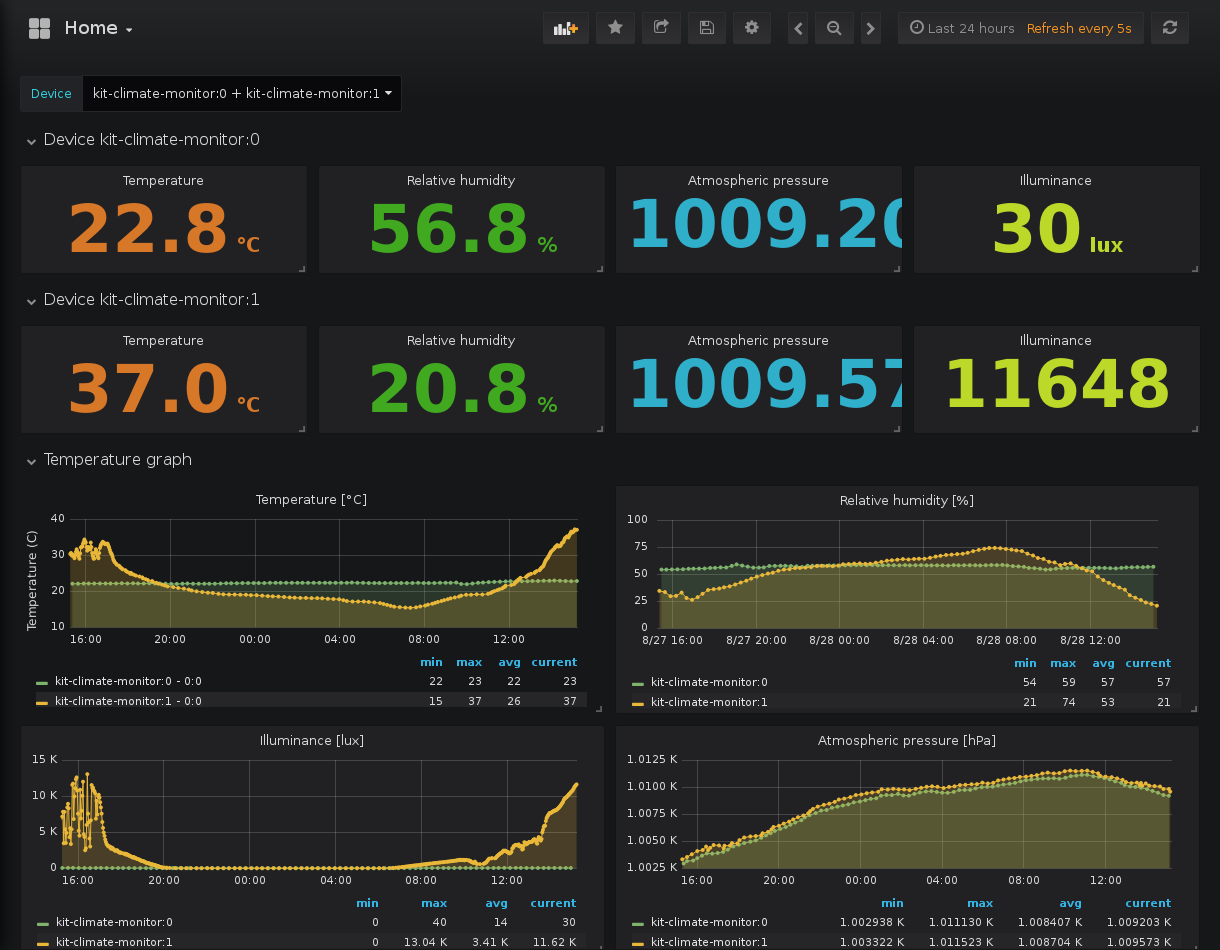 Home
Last 24 hours Refresh every 5s
Device kit-climate-monitor:0 + kit-climate-monitor:1
Device kit-climate-monitor:0
Temperature Relative humidity Atmospheric pressure Illuminance
22.8 °C 56.8 % 1009.20 30 lux
Device kit-climate-monitor:1
Temperature Relative humidity Atmospheric pressure Illuminance
37.0 °C 20.8 % 1009.57 11648
Temperature graph
Temperature [°C]
Temperature (C)
40
30
20
10
16:00 20:00 00:00 04:00 08:00 12:00
min max avg current
kit-climate-monitor:0 - 0:0 22 23 22 23
kit-climate-monitor:1 - 0:0 15 37 26 37
Relative humidity [%]
100
75
50
25
0
8/27 16:00 8/27 20:00 8/28 00:00 8/28 04:00 8/28 08:00 8/28 12:00
min max avg current
kit-climate-monitor:0 54 59 57 57
kit-climate-monitor:1 21 74 53 21
Illuminance [lux]
15 K
10 K
5 K
0
16:00 20:00 00:00 04:00 08:00 12:00
min max avg current
kit-climate-monitor:0 0 40 14 30
kit-climate-monitor:1 0 13.04 K 3.41 K 11.62 K
Atmospheric pressure [hPa]
1.0125 K
1.0100 K
1.0075 K
1.0050 K
1.0025 K
16:00 20:00 00:00 04:00 08:00 12:00
min max avg current
kit-climate-monitor:0 1.002938 K 1.011130 K 1.008407 K 1.009203 K
kit-climate-monitor:1 1.003322 K 1.011523 K 1.008704 K 1.009573 K